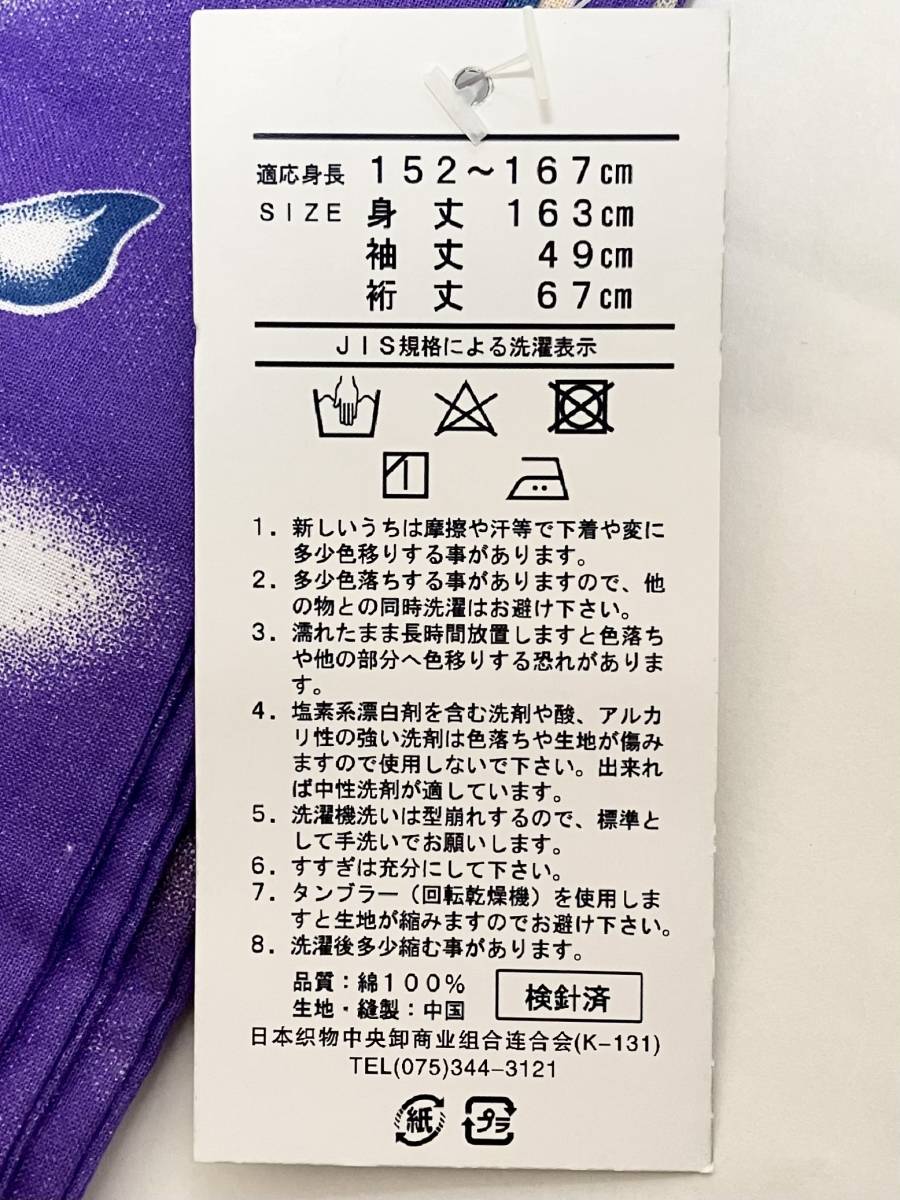 適応身長 １５２～１６７㎝
ＳＩＺＥ 身 丈 １６３㎝
袖 丈 ４９㎝
裄 丈 ６７㎝
ＪＩＳ規格による洗濯表示
1．新しいうちは摩擦や汗等で下着や変に
多少色移りする事があります。
2．多少色落ちする事がありますので、他
の物との同時洗濯はお避け下さい。
3．濡れたまま長時間放置しますと色落ち
や他の部分へ色移りする恐れがありま
す。
4．塩素系漂白剤を含む洗剤や酸、アルカ
リ性の強い洗剤は色落ちや生地が傷み
ますので使用しないで下さい。出来れ
ば中性洗剤が適しています。
5．洗濯機洗いは型崩れするので、標準と
して手洗いでお願いします。
6．すすぎは充分にして下さい。
7．タンブラー（回転乾燥機）を使用しま
すと生地が縮みますのでお避け下さい。
8．洗濯後多少縮む事があります。
品質：綿１００％
生地・縫製：中国
検針済
日本织物中央卸商业组合连合会(K-131)
TEL(075)344-3121
紙 プラ